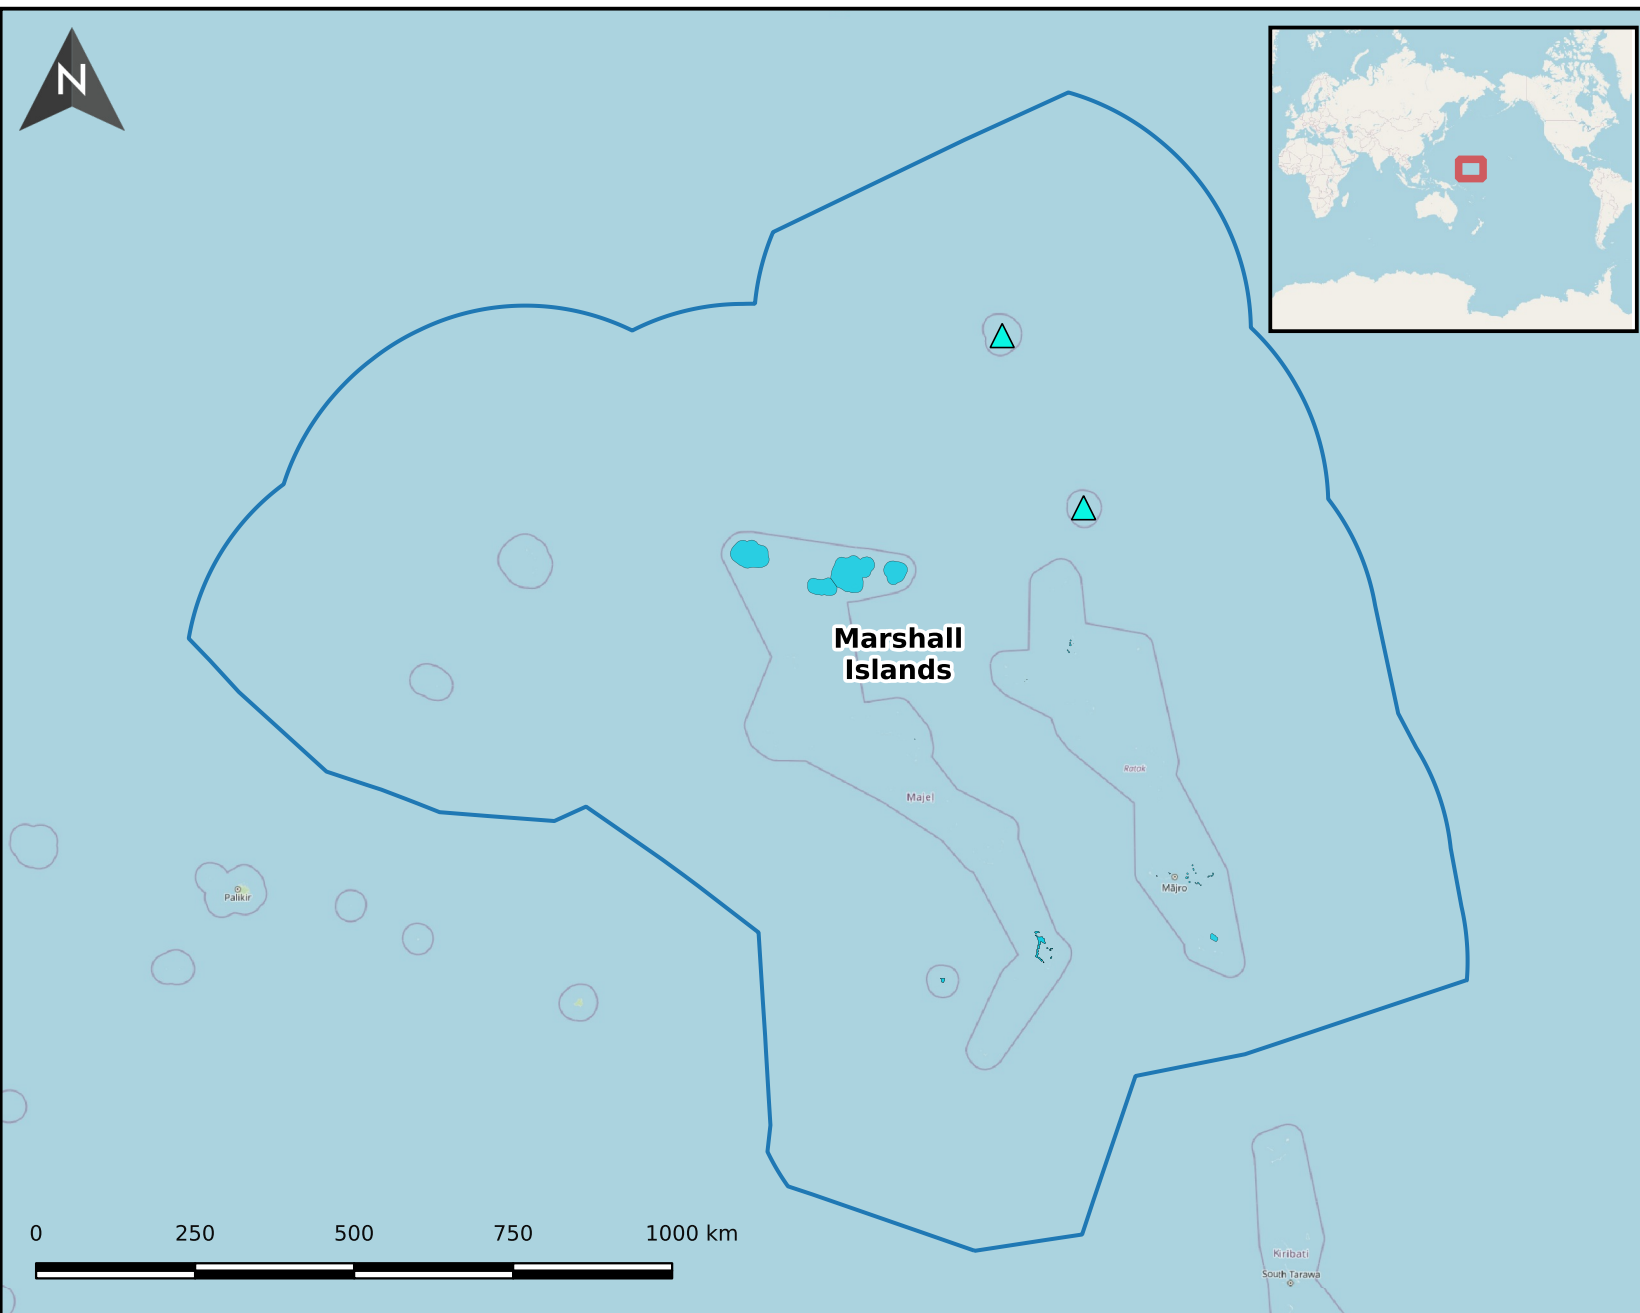 N
Marshall
Islands
Ratak
Majel
Mājro
Palikir
0 250 500 750 1000 km
Kiribati
South Tarawa